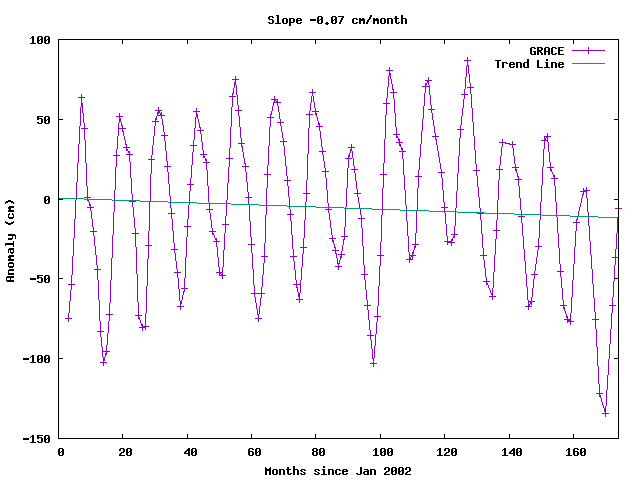 Slope -0.07 cm/month
100
GRACE
Trend Line
50
0
Anomaly (cm)
-50
-100
-150
0 20 40 60 80 100 120 140 160
Months since Jan 2002